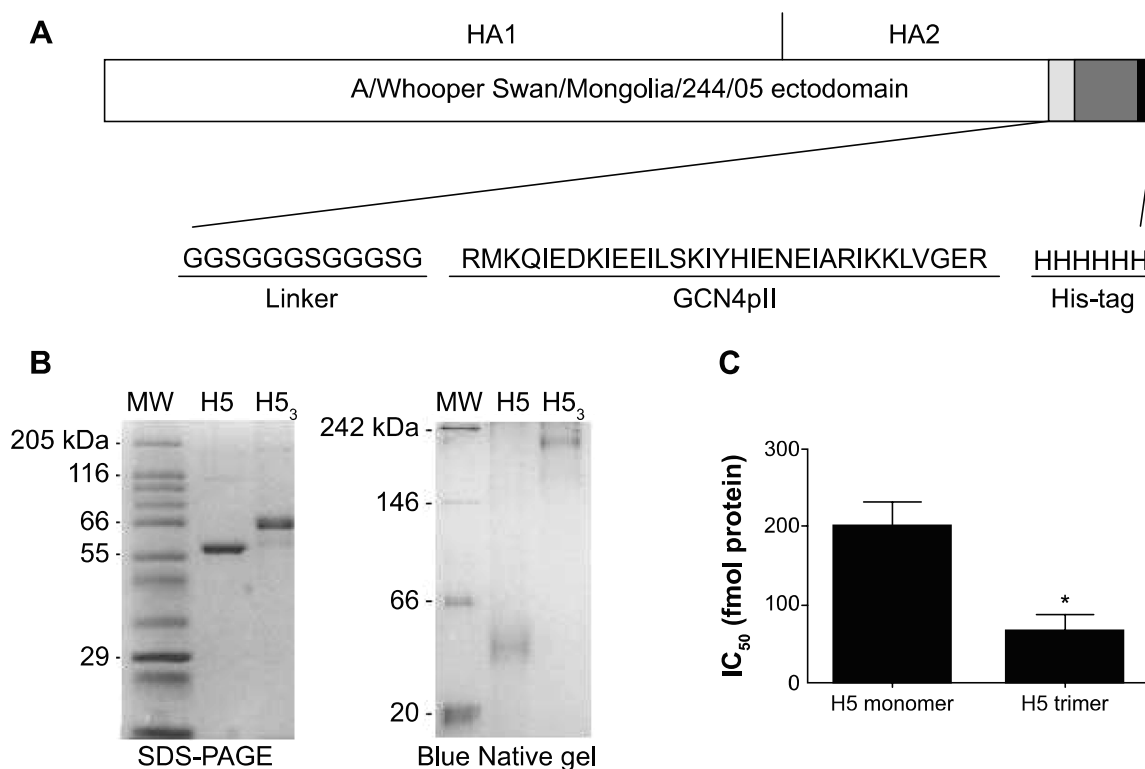 A
HA1 HA2
A/Whooper Swan/Mongolia/244/05 ectodomain
GGSGGGSGGGSG RMKQIEDKIEEILSKIYHIENEIARIKKLVGER HHHHHH
Linker GCN4pII His-tag
B
MW H5 H5₃
205 kDa -
116 -
66 -
55 -
29 -
SDS-PAGE
MW H5 H5₃
242 kDa -
146 -
66 -
20 -
Blue Native gel
C
IC₅₀ (fmol protein)
300
200
100
0
*
H5 monomer H5 trimer